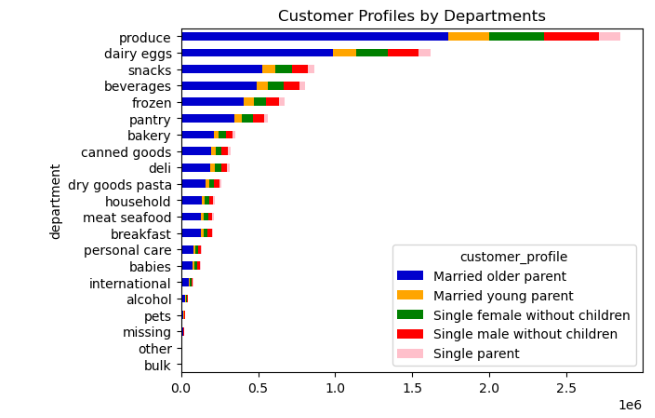 Customer Profiles by Departments
department
produce
dairy eggs
snacks
beverages
frozen
pantry
bakery
canned goods
deli
dry goods pasta
household
meat seafood
breakfast
personal care
babies
international
alcohol
pets
missing
other
bulk
customer_profile
Married older parent
Married young parent
Single female without children
Single male without children
Single parent
0.0 0.5 1.0 1.5 2.0 2.5
1e6